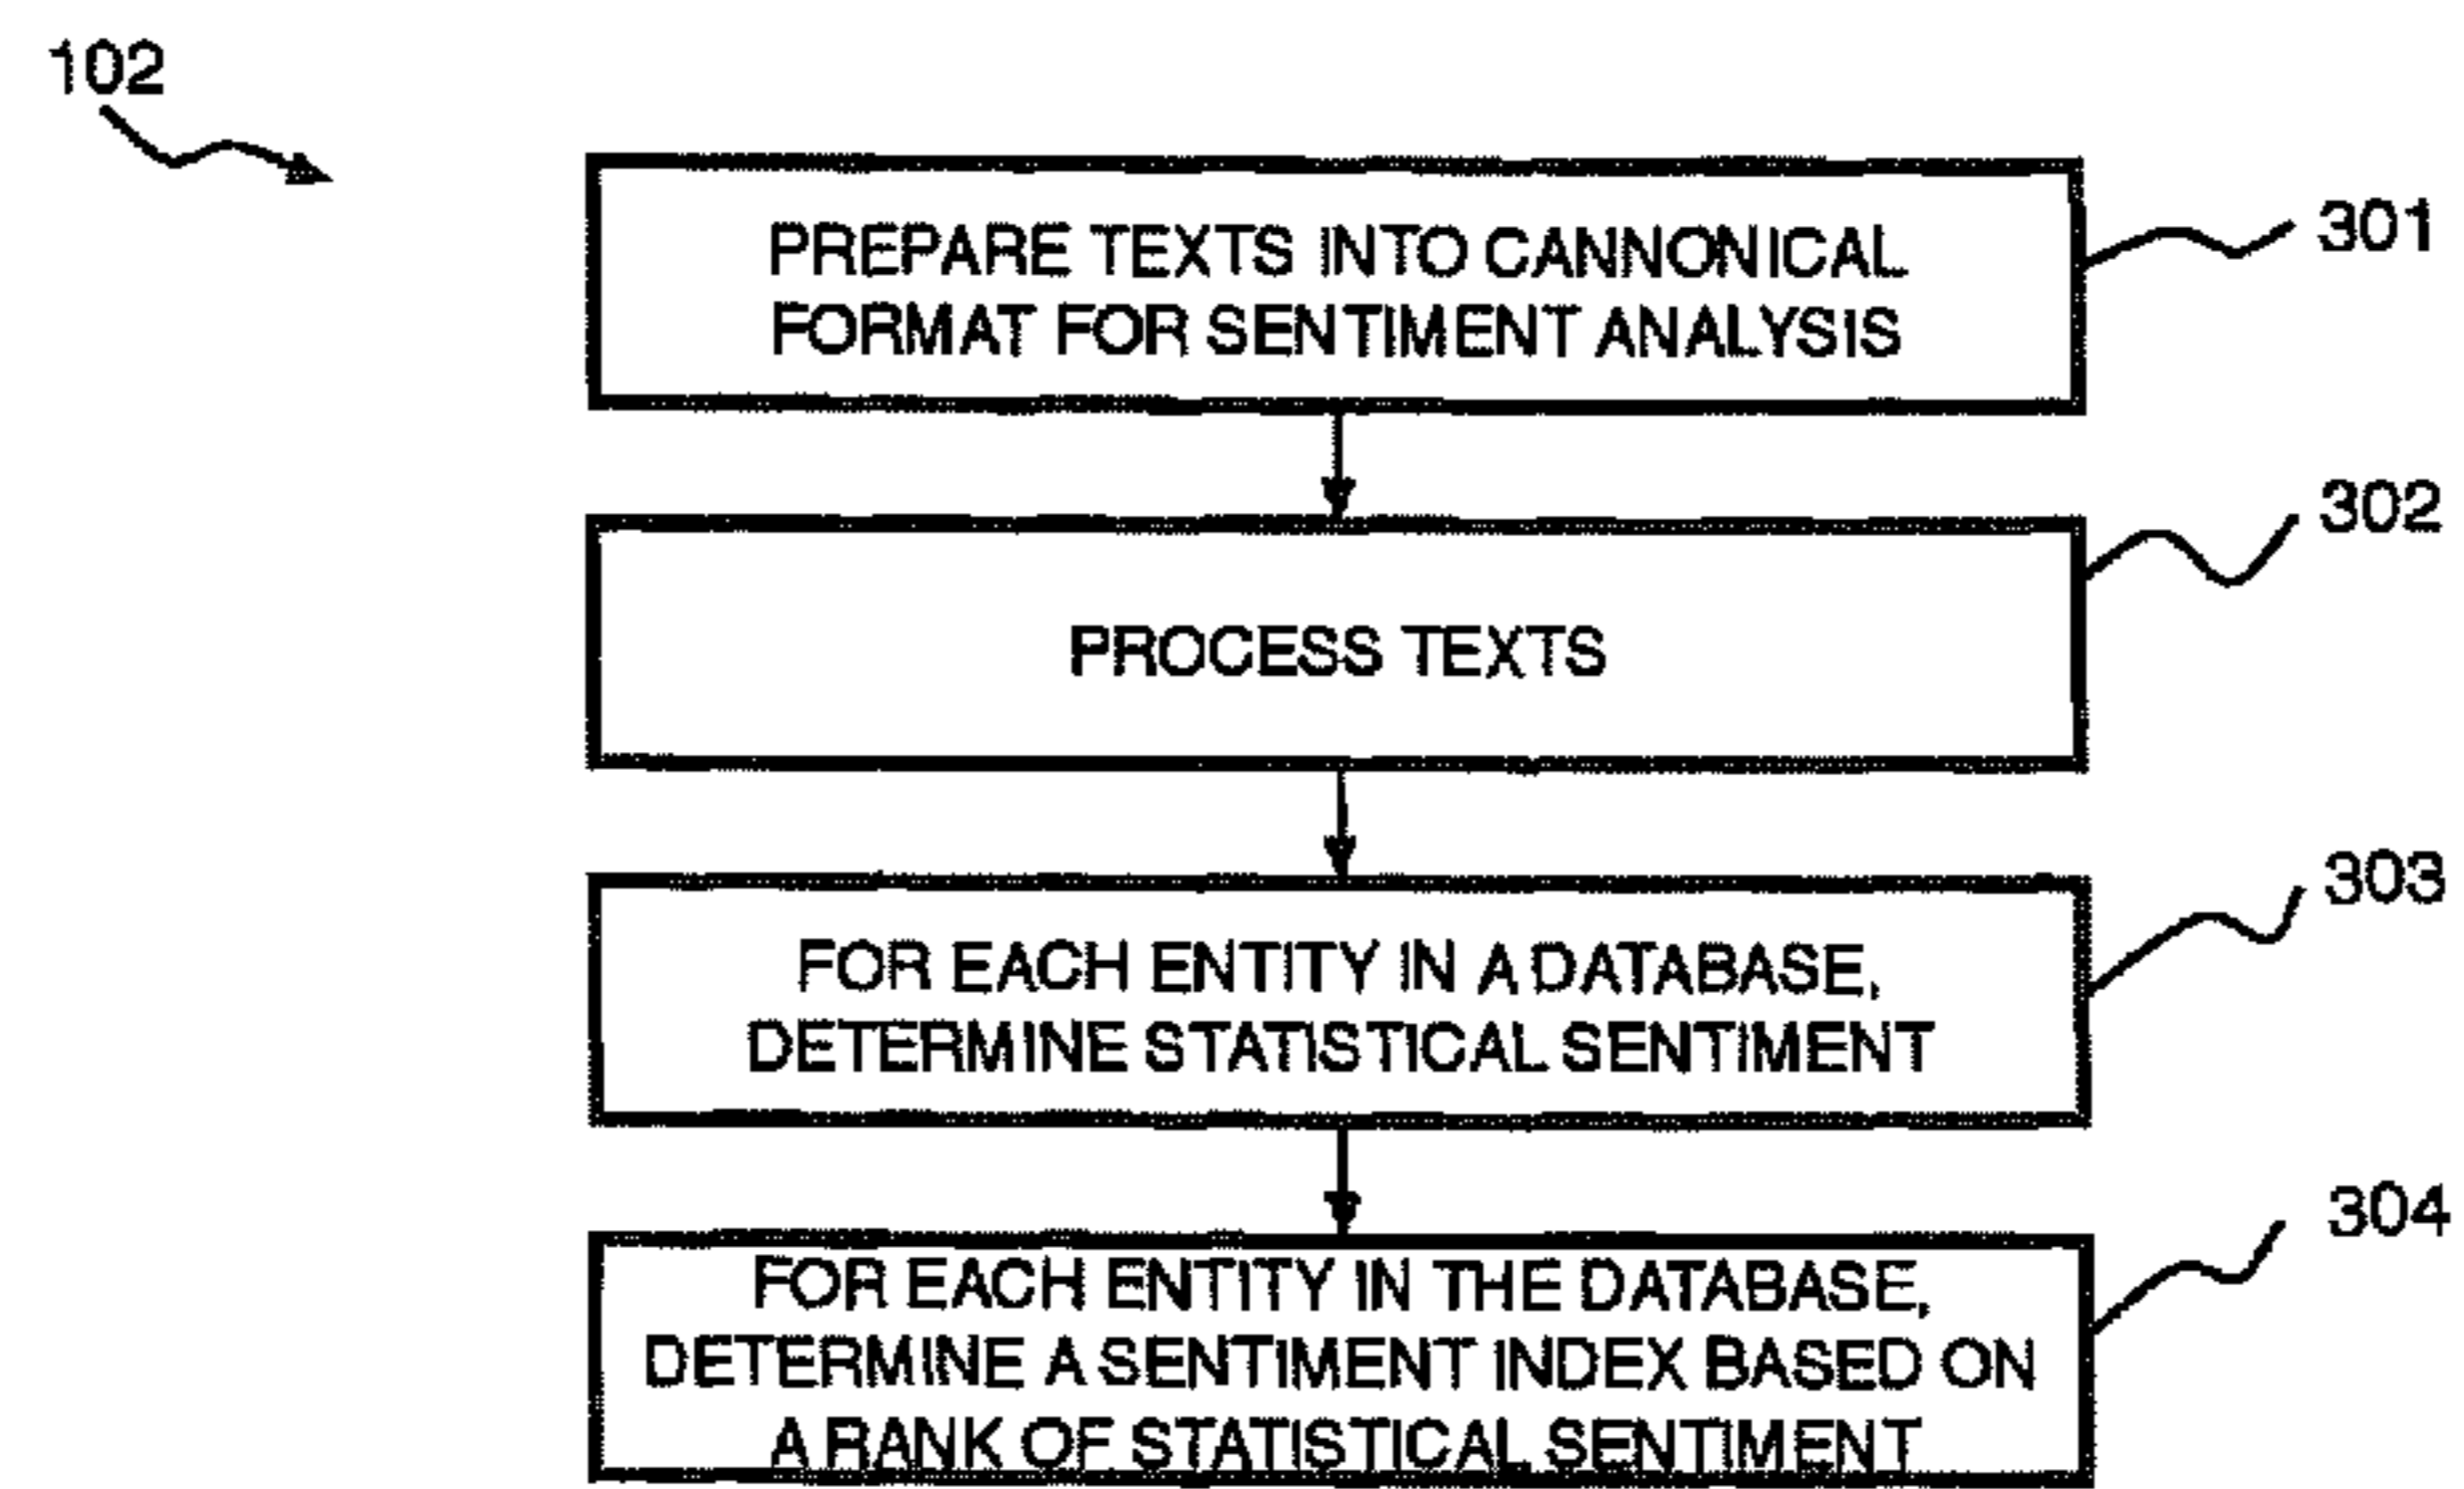 102
PREPARE TEXTS INTO CANNONICAL
FORMAT FOR SENTIMENT ANALYSIS
301
PROCESS TEXTS
302
FOR EACH ENTITY IN A DATABASE,
DETERMINE STATISTICAL SENTIMENT
303
FOR EACH ENTITY IN THE DATABASE,
DETERMINE A SENTIMENT INDEX BASED ON
A RANK OF STATISTICAL SENTIMENT
304